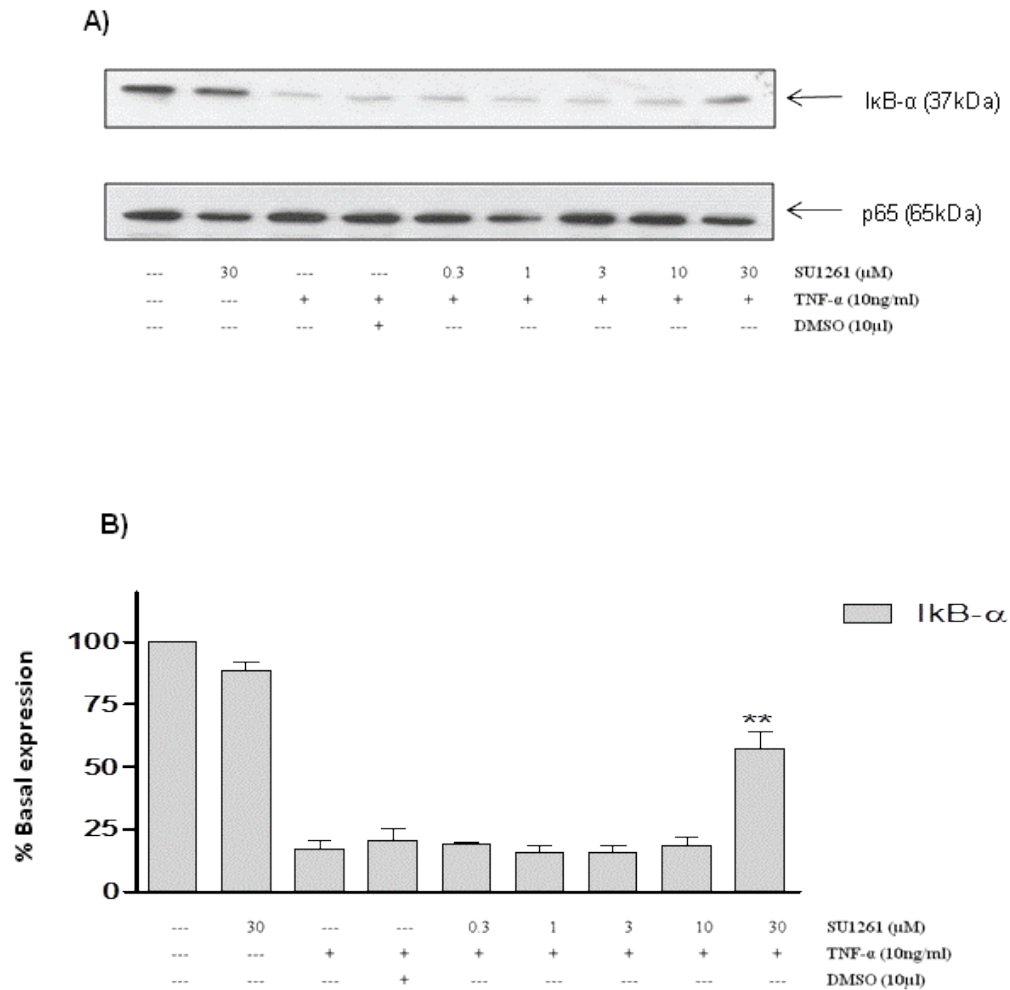 A)
IκB-α (37kDa)
p65 (65kDa)
--- 30 --- --- 0.3 1 3 10 30 SU1261 (µM)
--- --- + + + + + + + TNF-α (10ng/ml)
--- --- --- + --- --- --- --- --- DMSO (10µl)
B)
IkB-α
% Basal expression
100
75
50
25
0
**
--- 30 --- --- 0.3 1 3 10 30 SU1261 (µM)
--- --- + + + + + + + TNF-α (10ng/ml)
--- --- --- + --- --- --- --- --- DMSO (10µl)